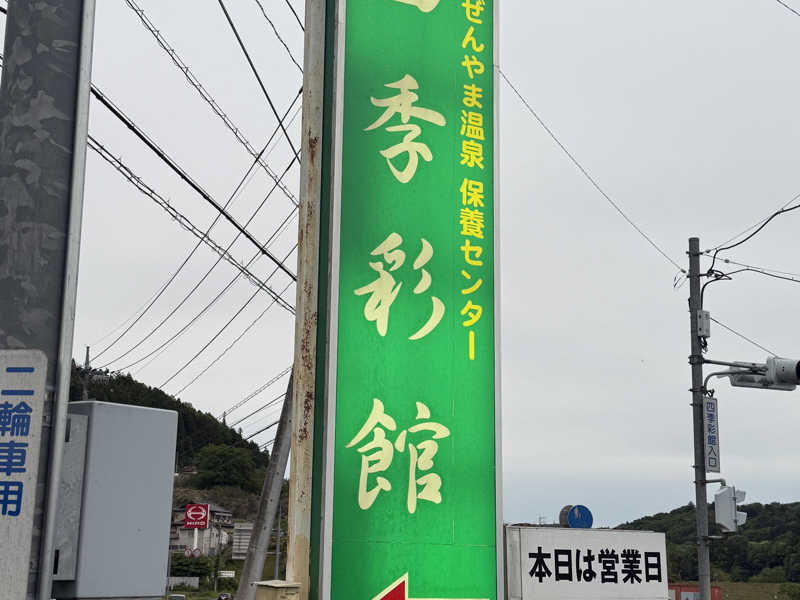 ぜんやま温泉 保養センター
季彩館
二輪車用
HINO
四季彩館入口
本日は営業日